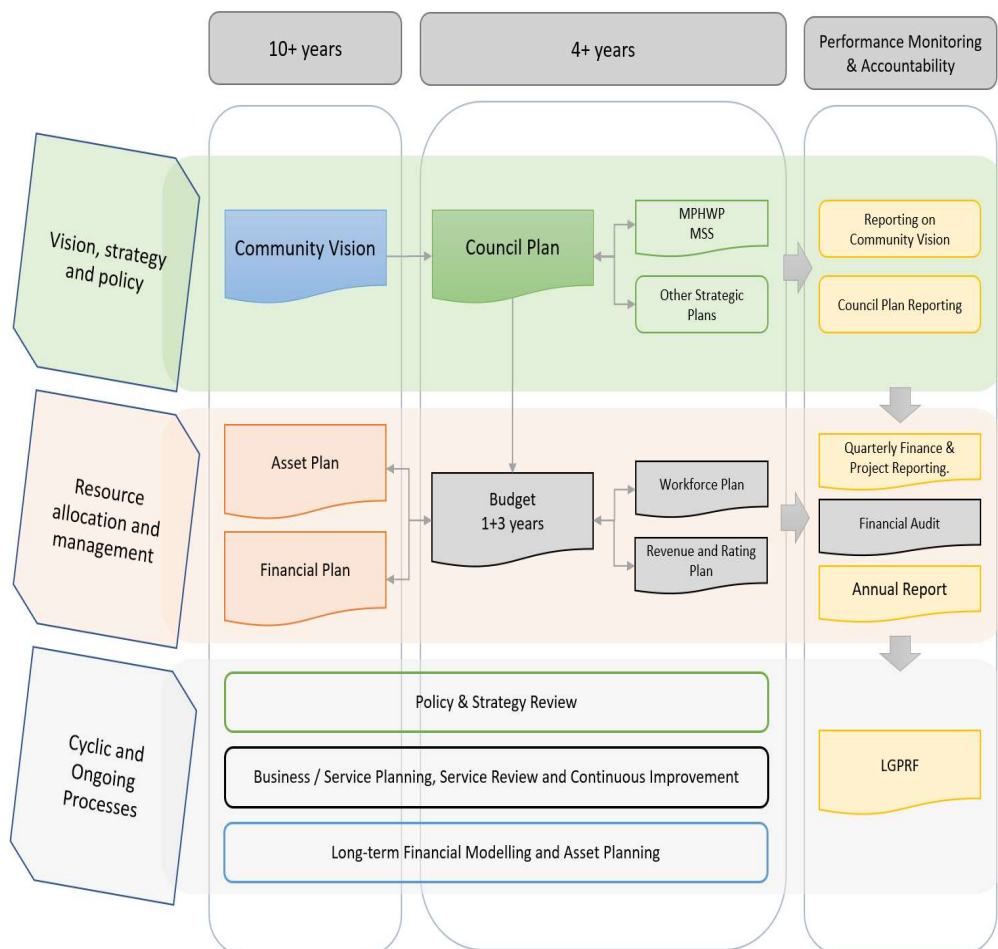 10+ years
4+ years
Performance Monitoring
& Accountability
Vision, strategy
and policy
Community Vision
Council Plan
MPHWP
MSS
Other Strategic
Plans
Reporting on
Community Vision
Council Plan Reporting
Resource
allocation and
management
Asset Plan
Financial Plan
Budget
1+3 years
Workforce Plan
Revenue and Rating
Plan
Quarterly Finance &
Project Reporting.
Financial Audit
Annual Report
Cyclic and
Ongoing
Processes
Policy & Strategy Review
Business / Service Planning, Service Review and Continuous Improvement
Long-term Financial Modelling and Asset Planning
LGPRF